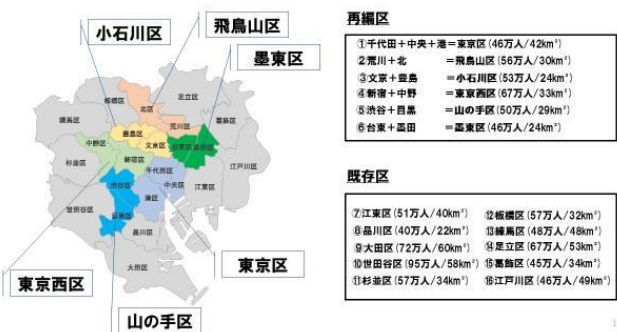 小石川区
飛鳥山区
墨東区
足立区
板橋区
北区
葛飾区
練馬区
荒川区
豊島区
文京区
台東区
墨田区
中野区
新宿区
杉並区
千代田区
江戸川区
渋谷区
中央区
江東区
港区
世田谷区
目黒区
品川区
大田区
東京西区
東京区
山の手区
再編区
①千代田+中央+港=東京区(46万人/42km²)
②荒川+北 =飛鳥山区(56万人/30km²)
③文京+豊島 =小石川区(53万人/24km²)
④新宿+中野 =東京西区(67万人/33km²)
⑤渋谷+目黒 =山の手区(50万人/29km²)
⑥台東+墨田 =墨東区(46万人/24km²)
既存区
⑦江東区(51万人/40km²) ⑫板橋区(57万人/32km²)
⑧品川区(40万人/22km²) ⑬練馬区(48万人/48km²)
⑨大田区(72万人/60km²) ⑭足立区(67万人/53km²)
⑩世田谷区(95万人/58km²) ⑮葛飾区(45万人/34km²)
⑪杉並区(57万人/34km²) ⑯江戸川区(46万人/49km²)
1